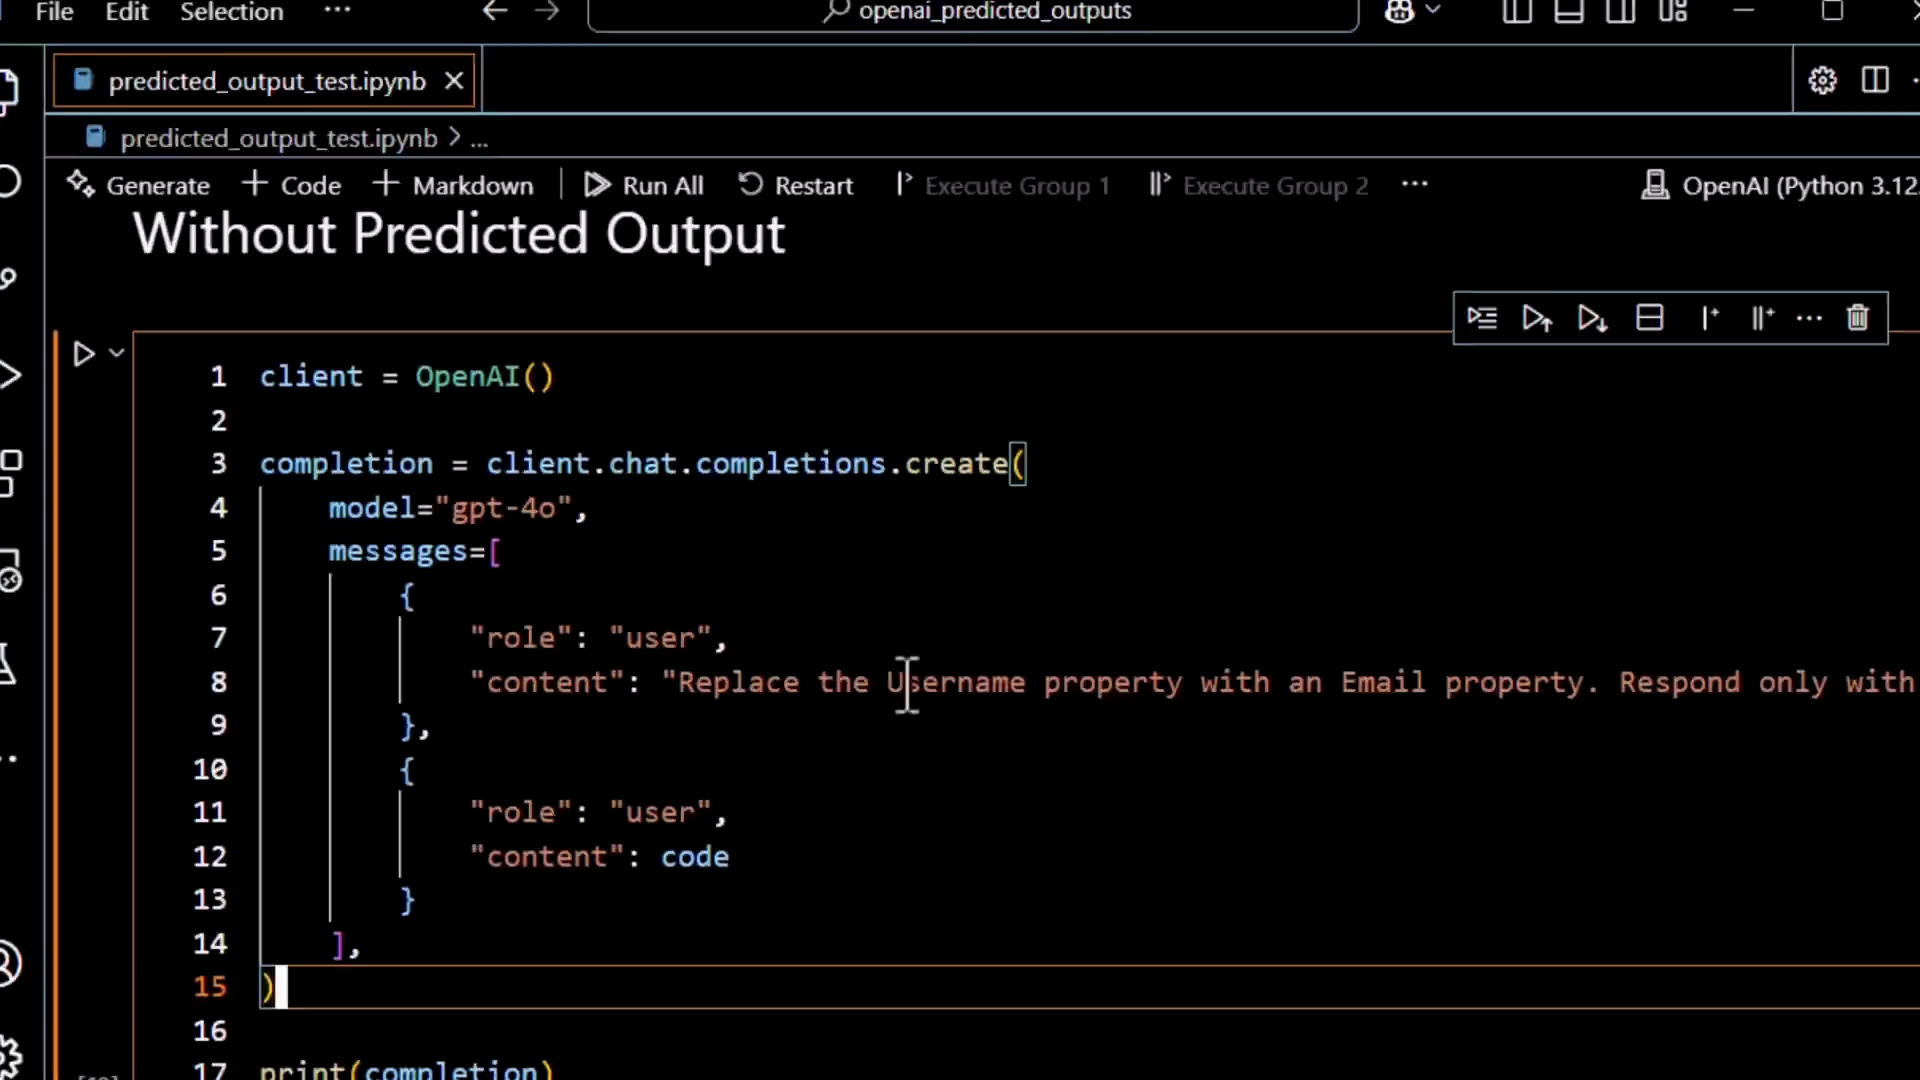 File Edit Selection ··· openai_predicted_outputs
predicted_output_test.ipynb
predicted_output_test.ipynb > ...
Generate + Code + Markdown Run All Restart Execute Group 1 Execute Group 2 ··· OpenAI (Python 3.12.
Without Predicted Output
1 client = OpenAI()
2
3 completion = client.chat.completions.create(
4 model="gpt-4o",
5 messages=[
6 {
7 "role": "user",
8 "content": "Replace the Username property with an Email property. Respond only with
9 },
10 {
11 "role": "user",
12 "content": code
13 }
14 ],
15 )
16
17 print(completion)